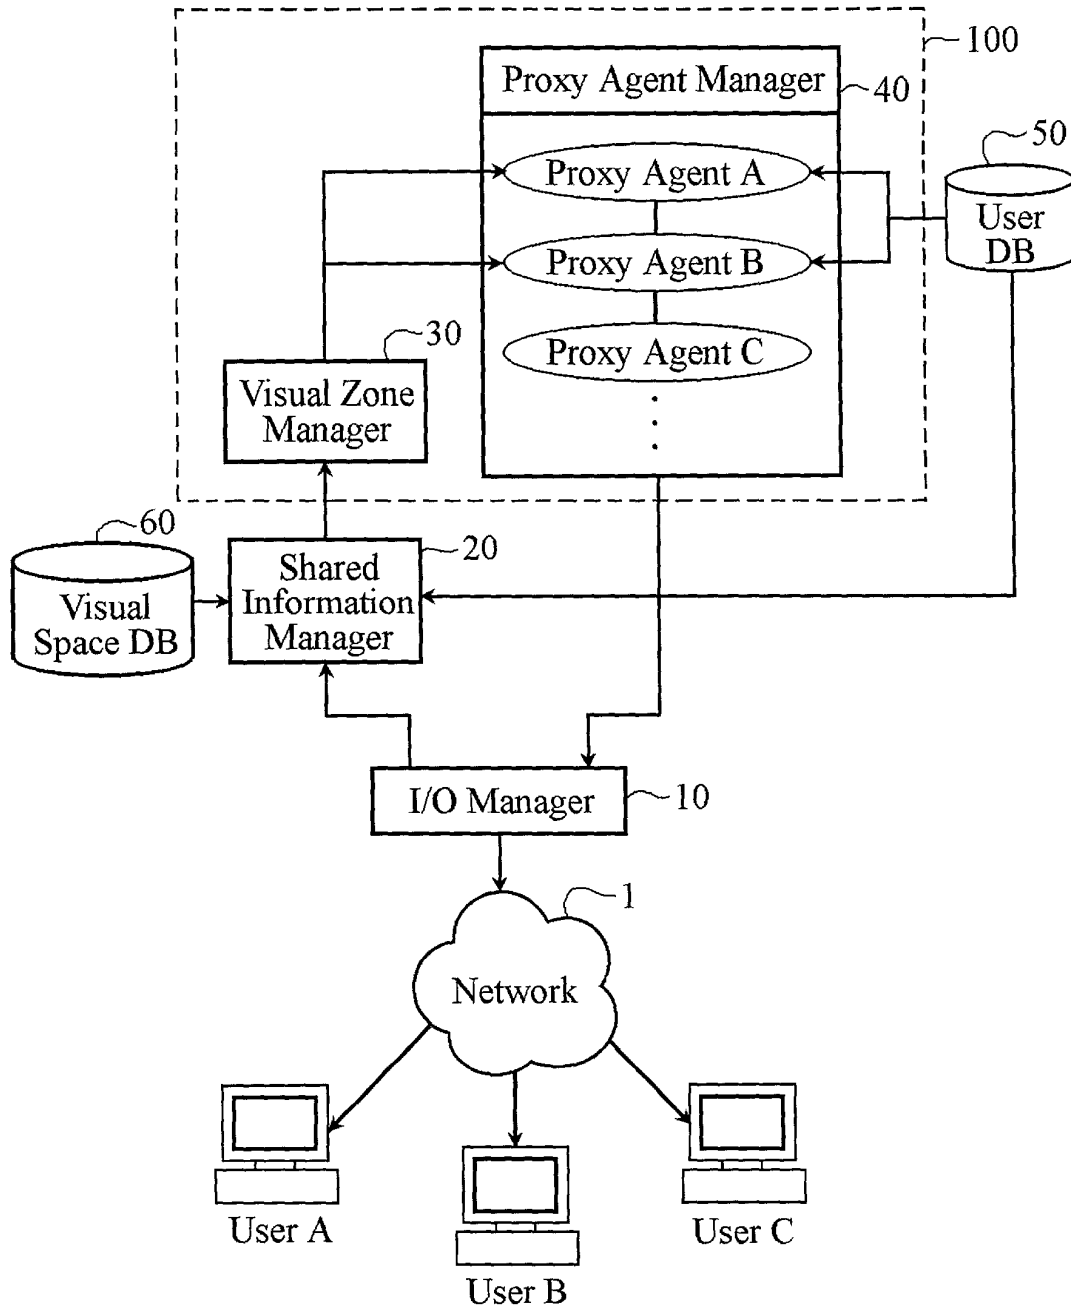 100
Proxy Agent Manager
40
Proxy Agent A
50
User
DB
Proxy Agent B
30
Proxy Agent C
Visual Zone
Manager
60
20
Shared
Information
Manager
Visual
Space DB
I/O Manager
10
1
Network
User A
User B
User C